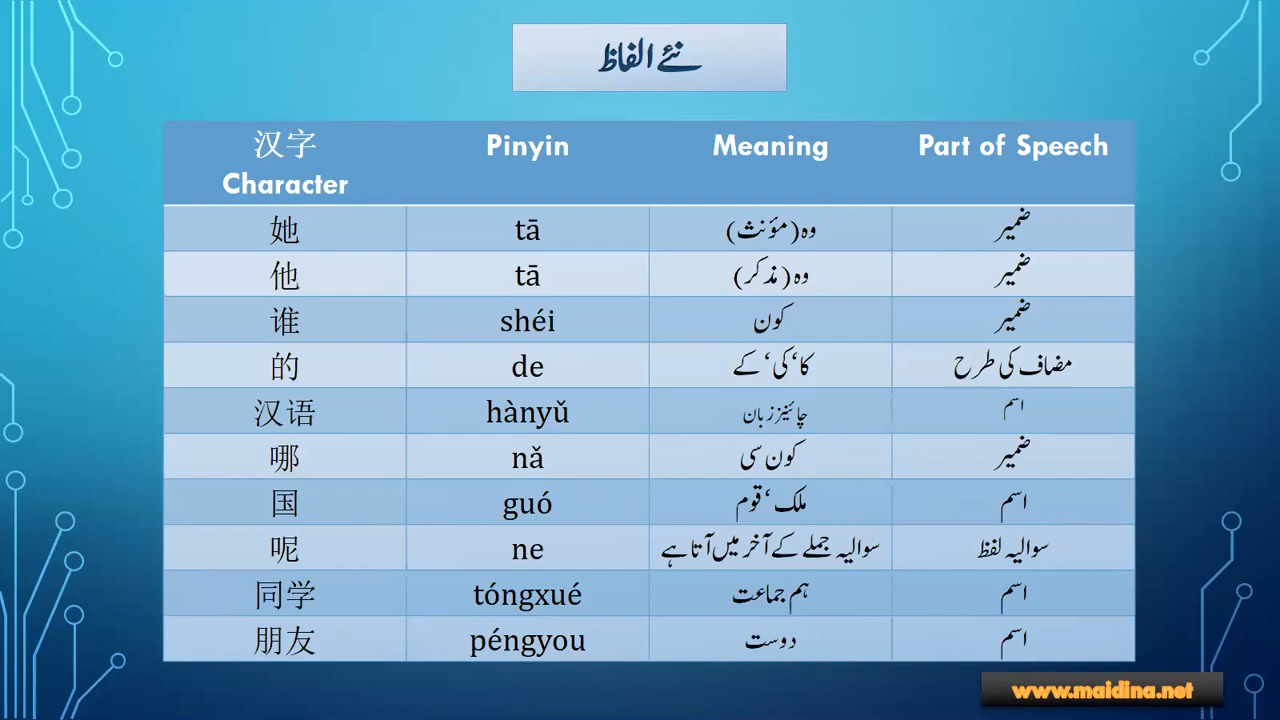 نئے الفاظ
汉字 Pinyin Meaning Part of Speech
Character
她 tā وہ (مؤنث) ضمیر
他 tā وہ (مذکر) ضمیر
谁 shéi کون ضمیر
的 de کا‘ کی‘ کے مضاف کی طرح
汉语 hànyǔ چائینز زبان اسم
哪 nǎ کون سی ضمیر
国 guó ملک‘ قوم اسم
呢 ne سوالیہ جملے کے آخر میں آتا ہے سوالیہ لفظ
同学 tóngxué ہم جماعت اسم
朋友 péngyou دوست اسم
www.maidina.net